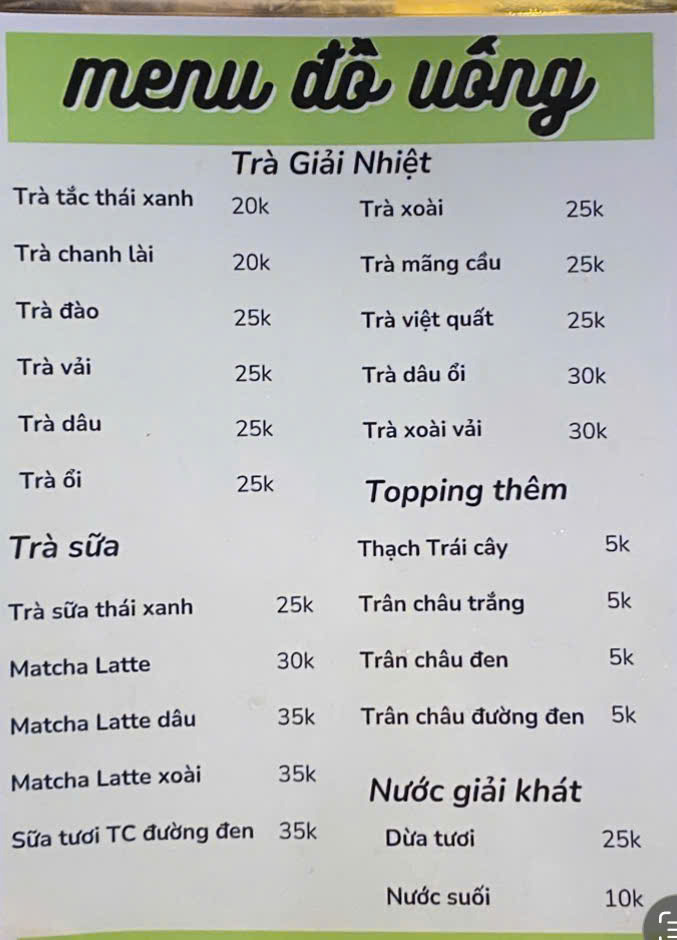 menu đồ uống
Trà Giải Nhiệt
Trà tắc thái xanh 20k
Trà chanh lài 20k
Trà đào 25k
Trà vải 25k
Trà dâu 25k
Trà ổi 25k
Trà xoài 25k
Trà mãng cầu 25k
Trà việt quất 25k
Trà dâu ổi 30k
Trà xoài vải 30k
Trà sữa
Trà sữa thái xanh 25k
Matcha Latte 30k
Matcha Latte dâu 35k
Matcha Latte xoài 35k
Sữa tươi TC đường đen 35k
Topping thêm
Thạch Trái cây 5k
Trân châu trắng 5k
Trân châu đen 5k
Trân châu đường đen 5k
Nước giải khát
Dừa tươi 25k
Nước suối 10k